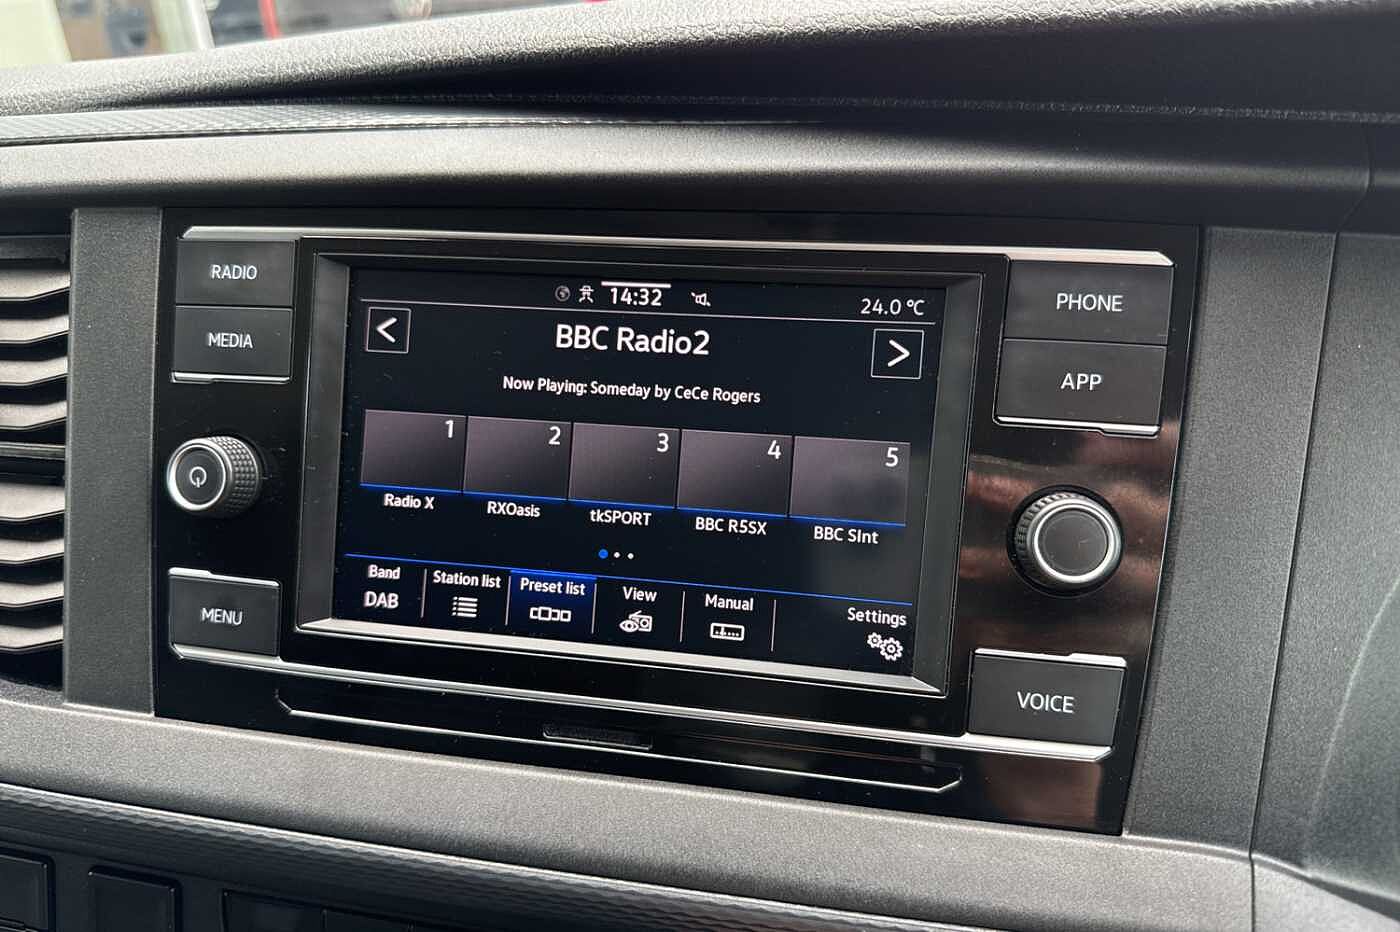 RADIO
MEDIA
MENU
14:32
24.0 °C
<
BBC Radio2
>
Now Playing: Someday by CeCe Rogers
1
2
3
4
5
Radio X
RXOasis
tkSPORT
BBC R5SX
BBC SInt
Band
DAB
Station list
Preset list
View
Manual
Settings
PHONE
APP
VOICE